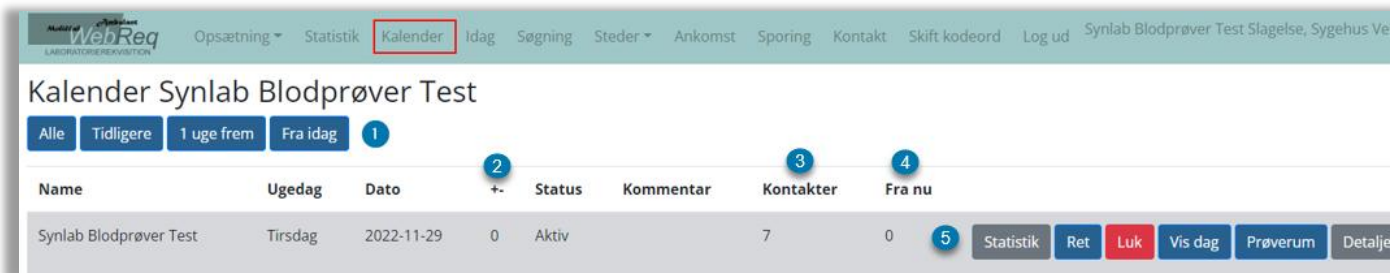 WebReq
LABORATORIEREKVISITION
Opsætning Statistik Kalender Idag Søgning Steder Ankomst Sporing Kontakt Skift kodeord Log ud Synlab Blodprøver Test Slagelse, Sygehus Ve
Kalender Synlab Blodprøver Test
Alle Tidligere 1 uge frem Fra idag 1
2 3 4
Name Ugedag Dato +- Status Kommentar Kontakter Fra nu
Synlab Blodprøver Test Tirsdag 2022-11-29 0 Aktiv 7 0 5 Statistik Ret Luk Vis dag Prøverum Detalje